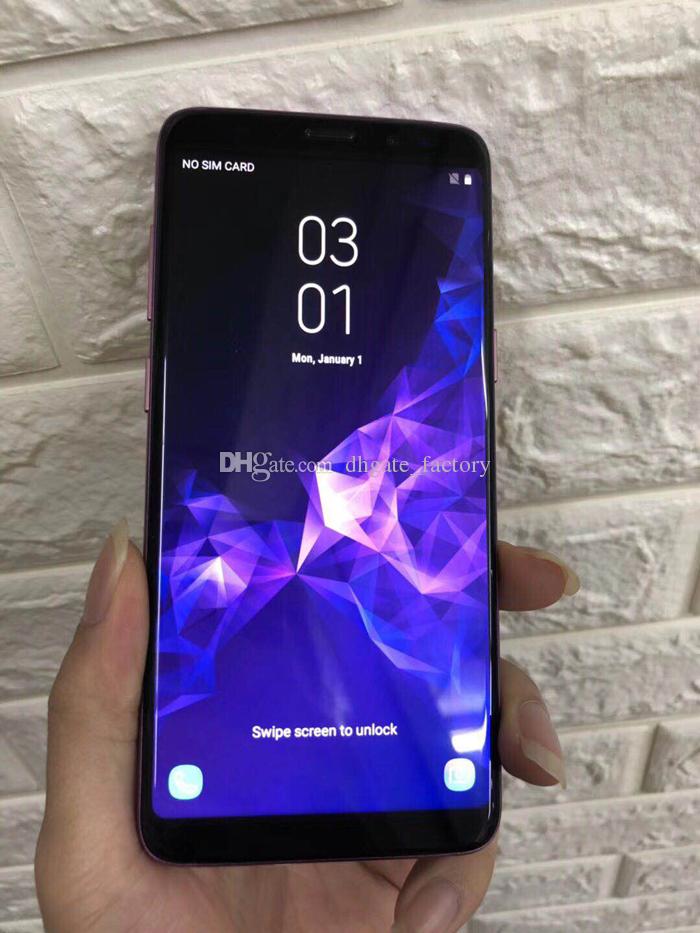 NO SIM CARD
03
01
Mon, January 1
DHgate.com dhgate_factory
Swipe screen to unlock